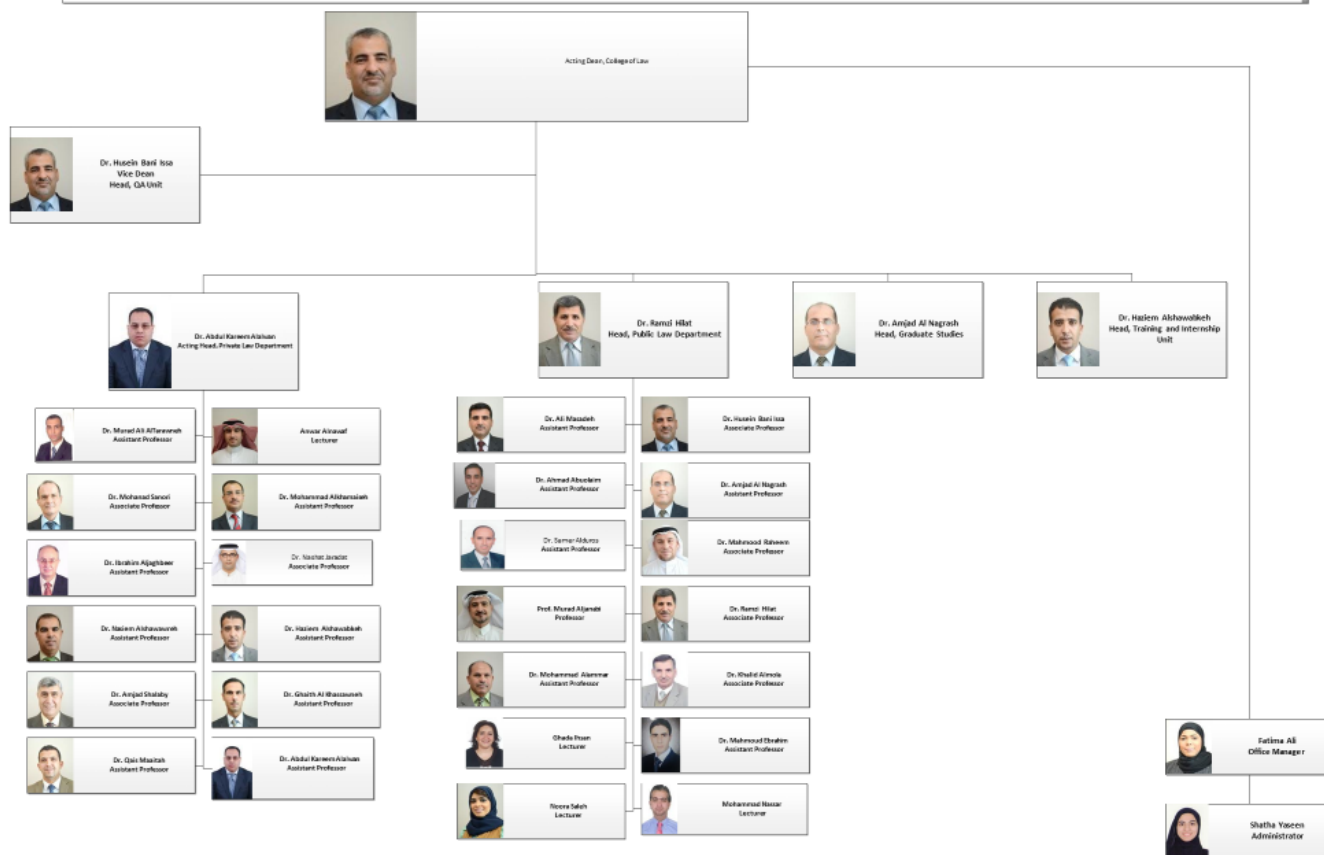 Acting Dean, College of Law
Dr. Husein Bani Issa
Vice Dean
Head, QA Unit
Dr. Abdul Kareem Alalwan
Acting Head, Private Law Department
Dr. Ramzi Hilat
Head, Public Law Department
Dr. Amjad Al Nagrash
Head, Graduate Studies
Dr. Haziem Alshawabkeh
Head, Training and Internship
Unit
Dr. Murad Ali
Assistant Professor
Anwar Alnawaf
Lecturer
Dr. Mohanad Sanori
Associate Professor
Dr. Mohammad
Assistant Professor
Dr. Ibrahim Aljaghbeer
Assistant Professor
Dr. Jaradat
Associate Professor
Dr.
Assistant Professor
Dr. Haziem Alshawabkeh
Assistant Professor
Dr. Amjad Shalaby
Associate Professor
Dr. Ghaith Al
Assistant Professor
Dr. Qais Maaitah
Assistant Professor
Dr. Abdul Kareem Alalwan
Assistant Professor
Dr. Ali Masadeh
Assistant Professor
Dr. Husein Bani Issa
Associate Professor
Dr. Ahmad
Assistant Professor
Dr. Amjad Al Nagrash
Assistant Professor
Dr. Samer
Assistant Professor
Dr. Mahmood Raheem
Associate Professor
Prof. Murad Aljanabi
Professor
Dr. Ramzi Hilat
Associate Professor
Dr. Mohammad Alammar
Assistant Professor
Dr. Khalid Almola
Associate Professor
Ghada Ihsan
Lecturer
Dr. Mahmoud Ebrahim
Assistant Professor
Noora Saleh
Lecturer
Mohammad Nassar
Lecturer
Fatima Ali
Office Manager
Shatha Yaseen
Administrator